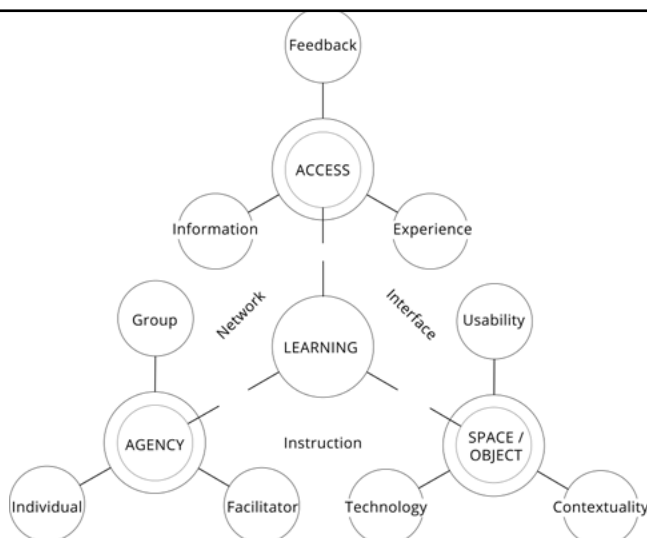 Feedback
ACCESS
Information
Experience
Network
Interface
Group
Usability
LEARNING
AGENCY
Instruction
SPACE /
OBJECT
Individual
Facilitator
Technology
Contextuality